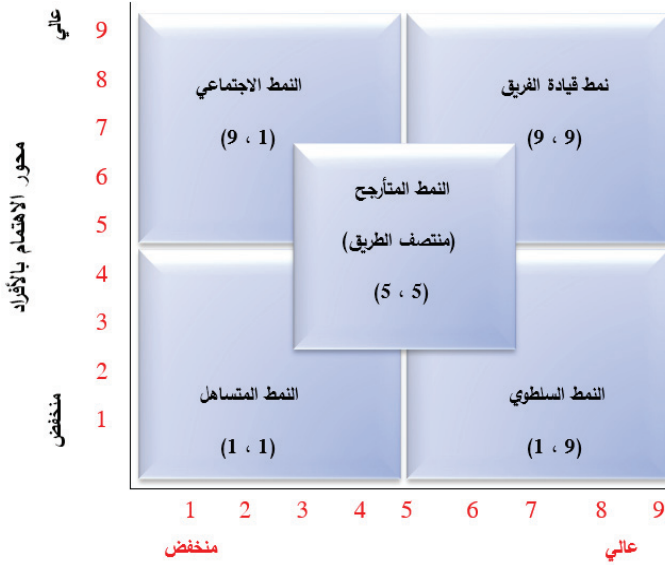 عالي
محور الاهتمام بالأفراد
منخفض
9
8
7
6
5
4
3
2
1
نمط قيادة الفريق
(9 ، 9)
النمط الاجتماعي
(1 ، 9)
النمط المتأرجح
(منتصف الطريق)
(5 ، 5)
النمط السلطوي
(9 ، 1)
النمط المتساهل
(1 ، 1)
1 2 3 4 5 6 7 8 9
منخفض
عالي